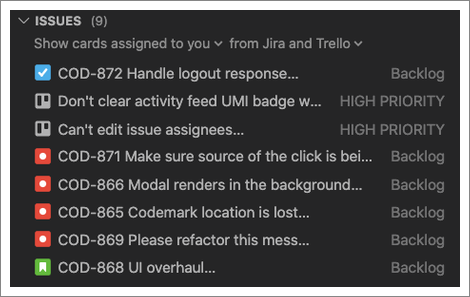 ISSUES (9)
Show cards assigned to you from Jira and Trello
COD-872 Handle logout response... Backlog
Don't clear activity feed UMI badge w... HIGH PRIORITY
Can't edit issue assignees... HIGH PRIORITY
COD-871 Make sure source of the click is bei... Backlog
COD-866 Modal renders in the background... Backlog
COD-865 Codemark location is lost... Backlog
COD-869 Please refactor this mess... Backlog
COD-868 UI overhaul... Backlog